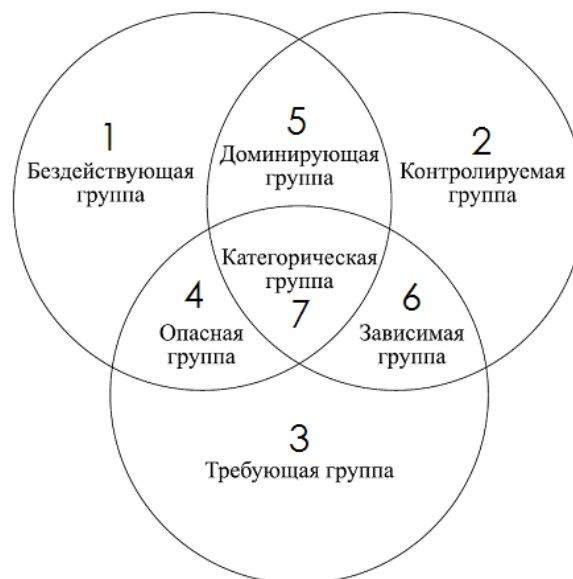 1
Бездействующая
группа
5
Доминирующая
группа
2
Контролируемая
группа
Категорическая
группа
7
4
Опасная
группа
6
Зависимая
группа
3
Требующая группа